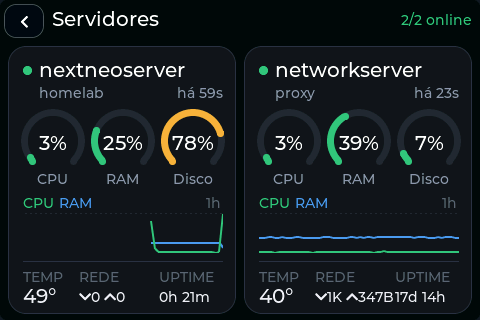 Servidores
2/2 online
nextneoserver
homelab há 59s
3% 25% 78%
CPU RAM Disco
CPU RAM 1h
TEMP REDE UPTIME
49° 0 0 0h 21m
networkserver
proxy há 23s
3% 39% 7%
CPU RAM Disco
CPU RAM 1h
TEMP REDE UPTIME
40° 1K 347B 17d 14h